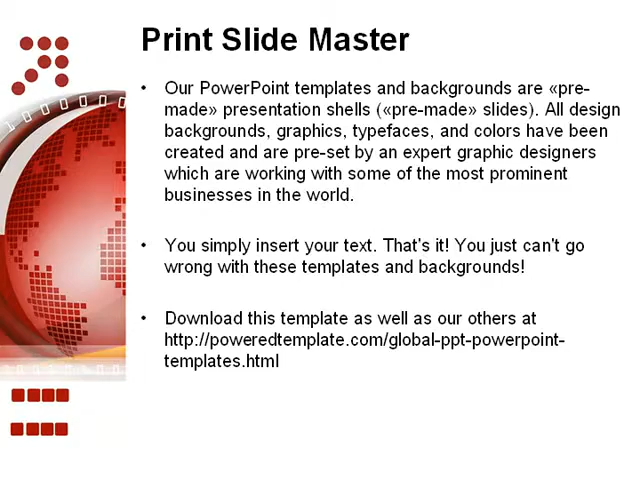 Print Slide Master
• Our PowerPoint templates and backgrounds are «pre-
made» presentation shells («pre-made» slides). All design
backgrounds, graphics, typefaces, and colors have been
created and are pre-set by an expert graphic designers
which are working with some of the most prominent
businesses in the world.
• You simply insert your text. That's it! You just can't go
wrong with these templates and backgrounds!
• Download this template as well as our others at
http://poweredtemplate.com/global-ppt-powerpoint-
templates.html